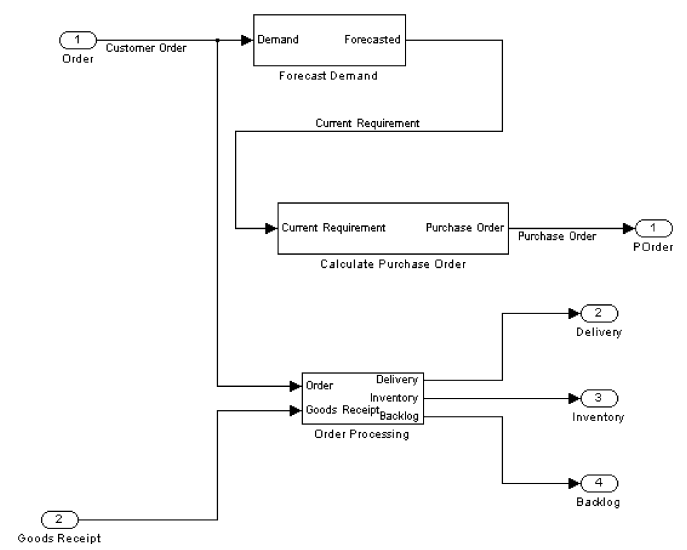 1
Order
Customer Order
Demand
Forecasted
Forecast Demand
Current Requirement
Current Requirement
Purchase Order
Calculate Purchase Order
Purchase Order
1
POrder
2
Delivery
Order
Goods Receipt
Delivery
Inventory
Backlog
Order Processing
3
Inventory
4
Backlog
2
Goods Receipt